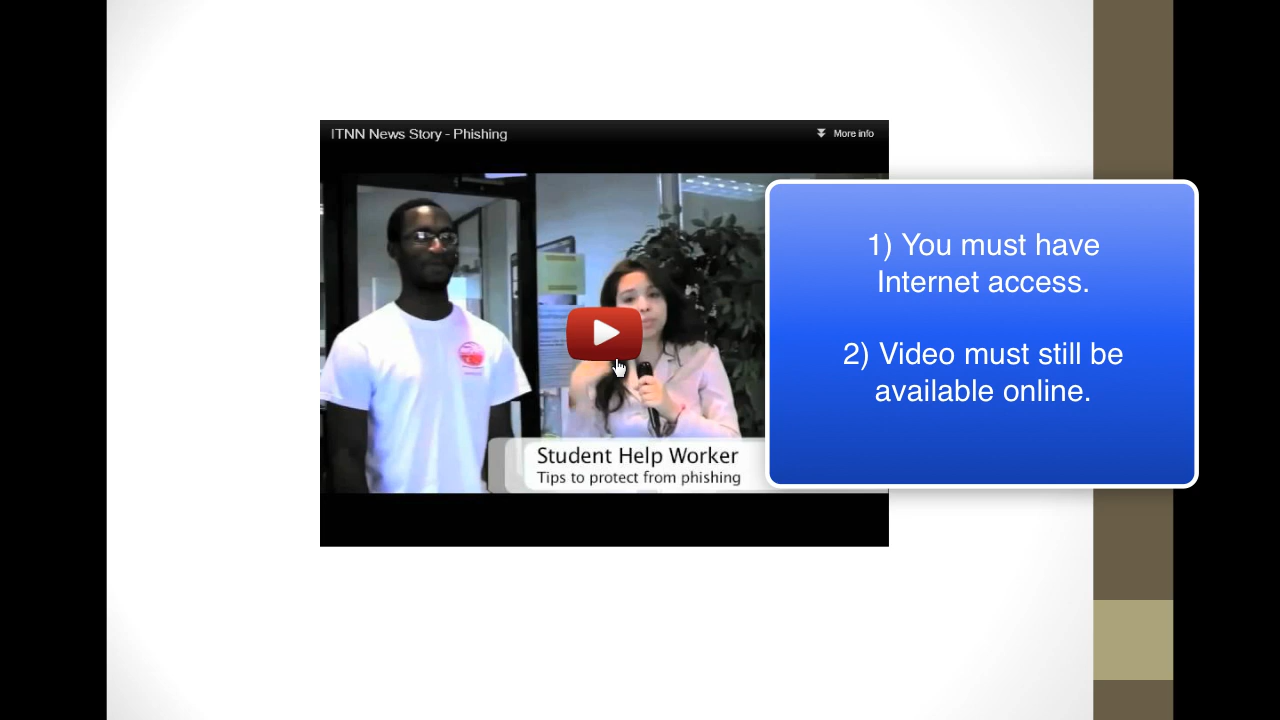 ITNN News Story - Phishing
More info
1) You must have
Internet access.
2) Video must still be
available online.
Student Help Worker
Tips to protect from phishing